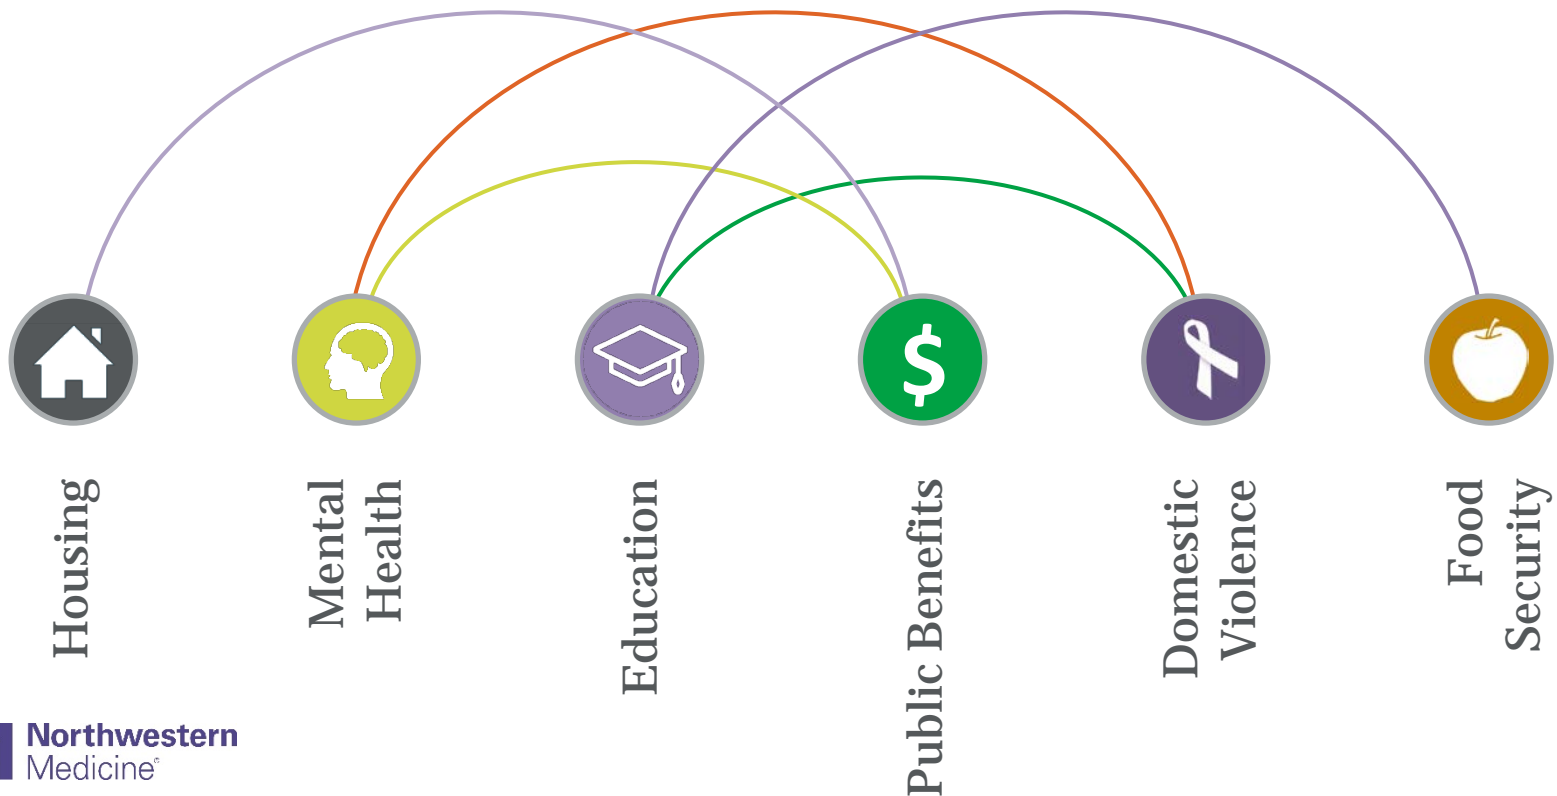 $
Housing
Mental
Health
Education
Public Benefits
Domestic
Violence
Food
Security
Northwestern
Medicine®